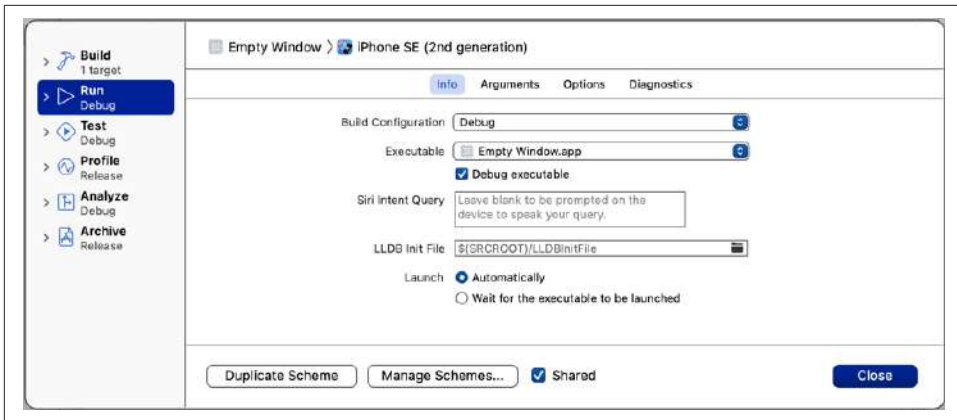 Build
1 target
Run
Debug
Test
Debug
Profile
Release
Analyze
Debug
Archive
Release
Empty Window 〉 iPhone SE (2nd generation)
Info Arguments Options Diagnostics
Build Configuration Debug
Executable Empty Window.app
Debug executable
Siri Intent Query Leave blank to be prompted on the
device to speak your query.
LLDB Init File $(SRCROOT)/LLDBInitFile
Launch Automatically
Wait for the executable to be launched
Duplicate Scheme Manage Schemes... Shared Close